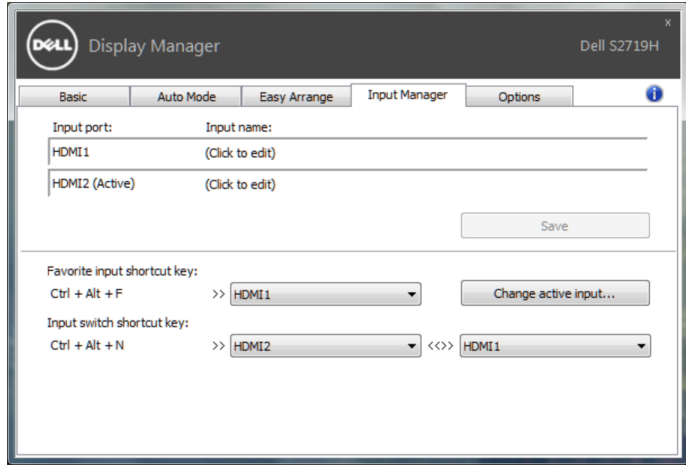 DELL Display Manager
x
Dell S2719H
Basic Auto Mode Easy Arrange Input Manager Options i
Input port: Input name:
HDMI1 (Click to edit)
HDMI2 (Active) (Click to edit)
Save
Favorite input shortcut key:
Ctrl + Alt + F >> HDMI1 Change active input...
Input switch shortcut key:
Ctrl + Alt + N >> HDMI2 <<>> HDMI1